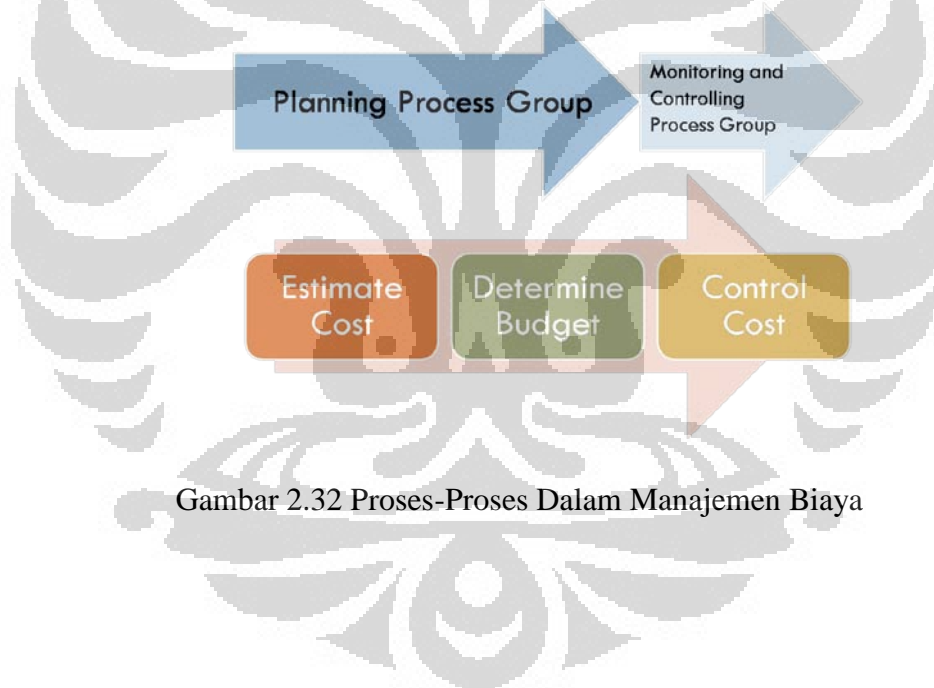 Planning Process Group
Monitoring and
Controlling
Process Group
Estimate
Cost
Determine
Budget
Control
Cost
Gambar 2.32 Proses-Proses Dalam Manajemen Biaya